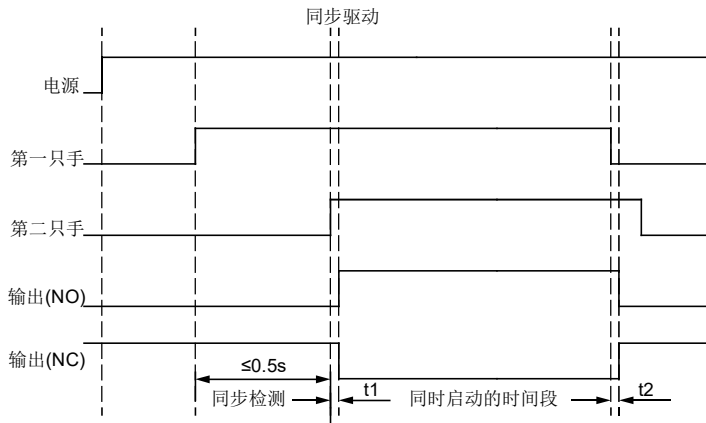 同步驱动
电源
第一只手
第二只手
输出(NO)
输出(NC)
≤0.5s
同步检测
t1
同时启动的时间段
t2